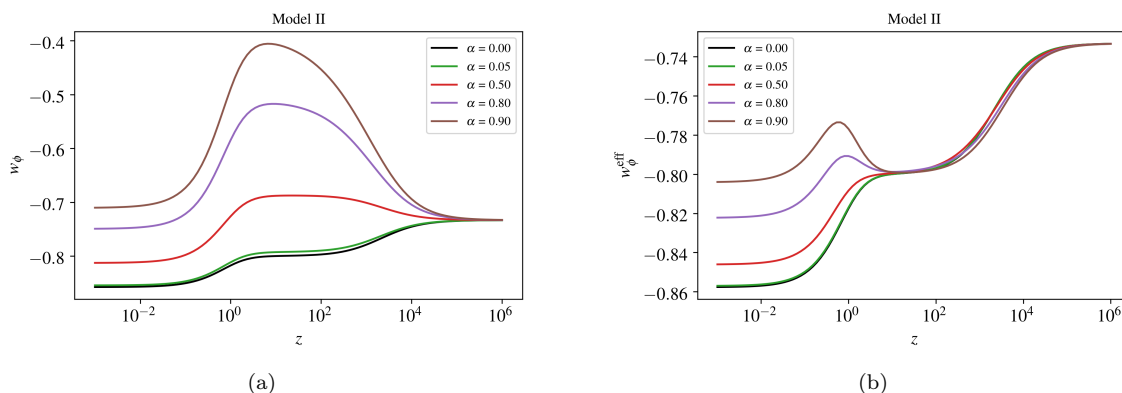 Model II
−0.4
−0.5
−0.6
−0.7
−0.8
w_ϕ
α = 0.00
α = 0.05
α = 0.50
α = 0.80
α = 0.90
10^−2
10^0
10^2
10^4
10^6
z
(a)
Model II
−0.74
−0.76
−0.78
−0.80
−0.82
−0.84
−0.86
w_ϕ^eff
α = 0.00
α = 0.05
α = 0.50
α = 0.80
α = 0.90
10^−2
10^0
10^2
10^4
10^6
z
(b)